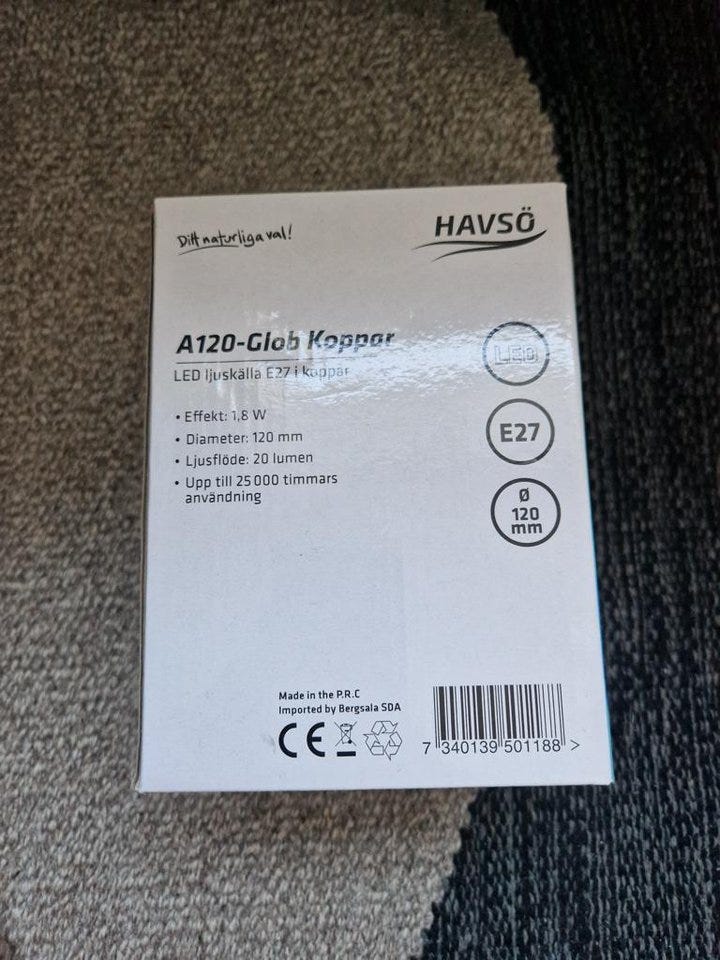 Ditt naturliga val!
HAVSÖ
A120-Glob Koppar
LED ljuskälla E27 i koppar
• Effekt: 1,8 W
• Diameter: 120 mm
• Ljusflöde: 20 lumen
• Upp till 25 000 timmars
användning
LED
E27
Ø
120
mm
Made in the P.R.C
Imported by Bergsala SDA
CE
7 340139 501188 >